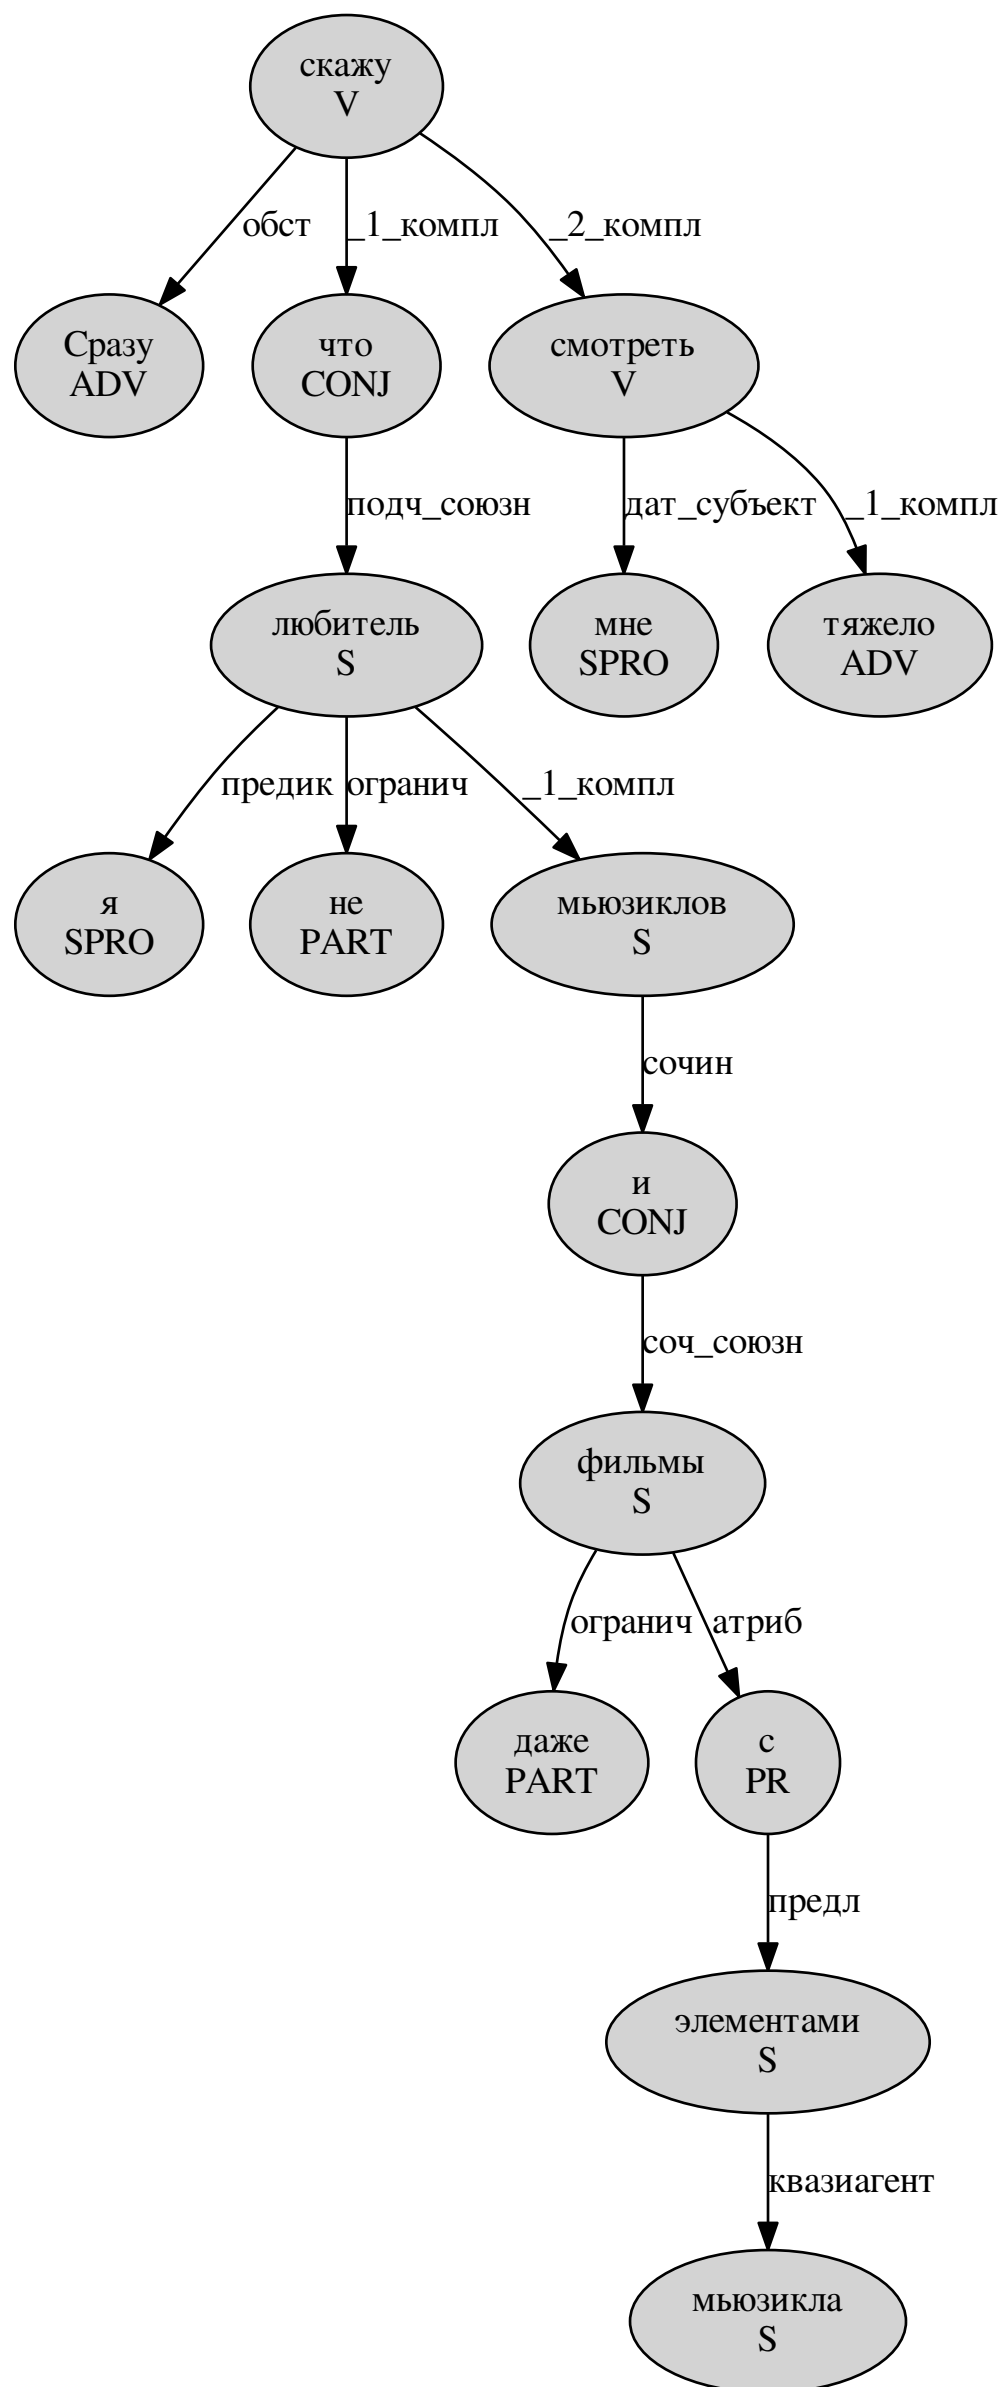 скажу
V
обст
_1_компл
_2_компл
Сразу
ADV
что
CONJ
смотреть
V
подч_союзн
дат_субъект
_1_компл
любитель
S
мне
SPRO
тяжело
ADV
предик
огранич
_1_компл
я
SPRO
не
PART
мьюзиклов
S
сочин
и
CONJ
соч_союзн
фильмы
S
огранич
атриб
даже
PART
с
PR
предл
элементами
S
квазиагент
мьюзикла
S